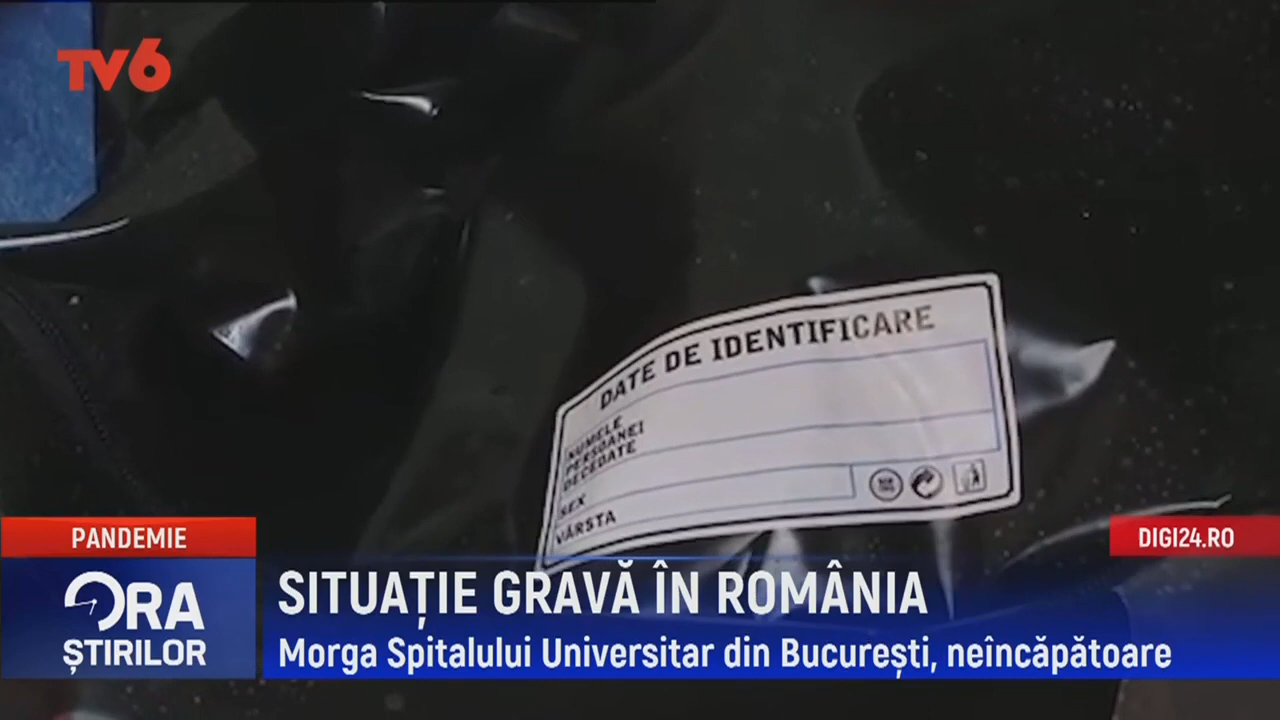 TV6
DATE DE IDENTIFICARE
NUMELE
PERSOANEI
DECEDATE
SEX
VÂRSTA
PANDEMIE
DIGI24.RO
ORA
ȘTIRILOR
SITUAȚIE GRAVĂ ÎN ROMÂNIA
Morga Spitalului Universitar din București, neîncăpătoare